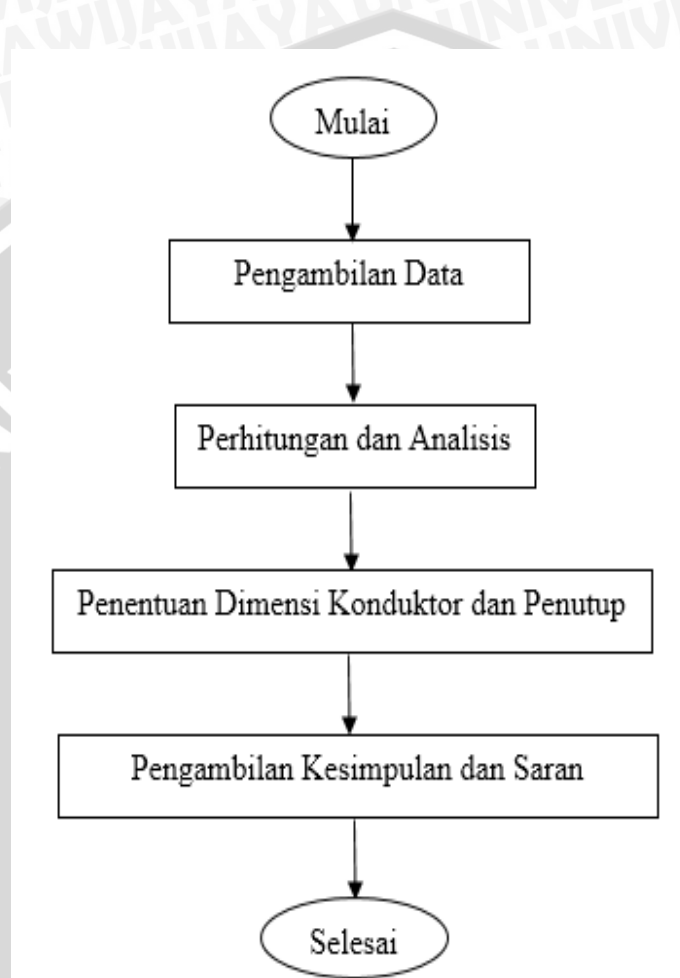 Mulai
Pengambilan Data
Perhitungan dan Analisis
Penentuan Dimensi Konduktor dan Penutup
Pengambilan Kesimpulan dan Saran
Selesai